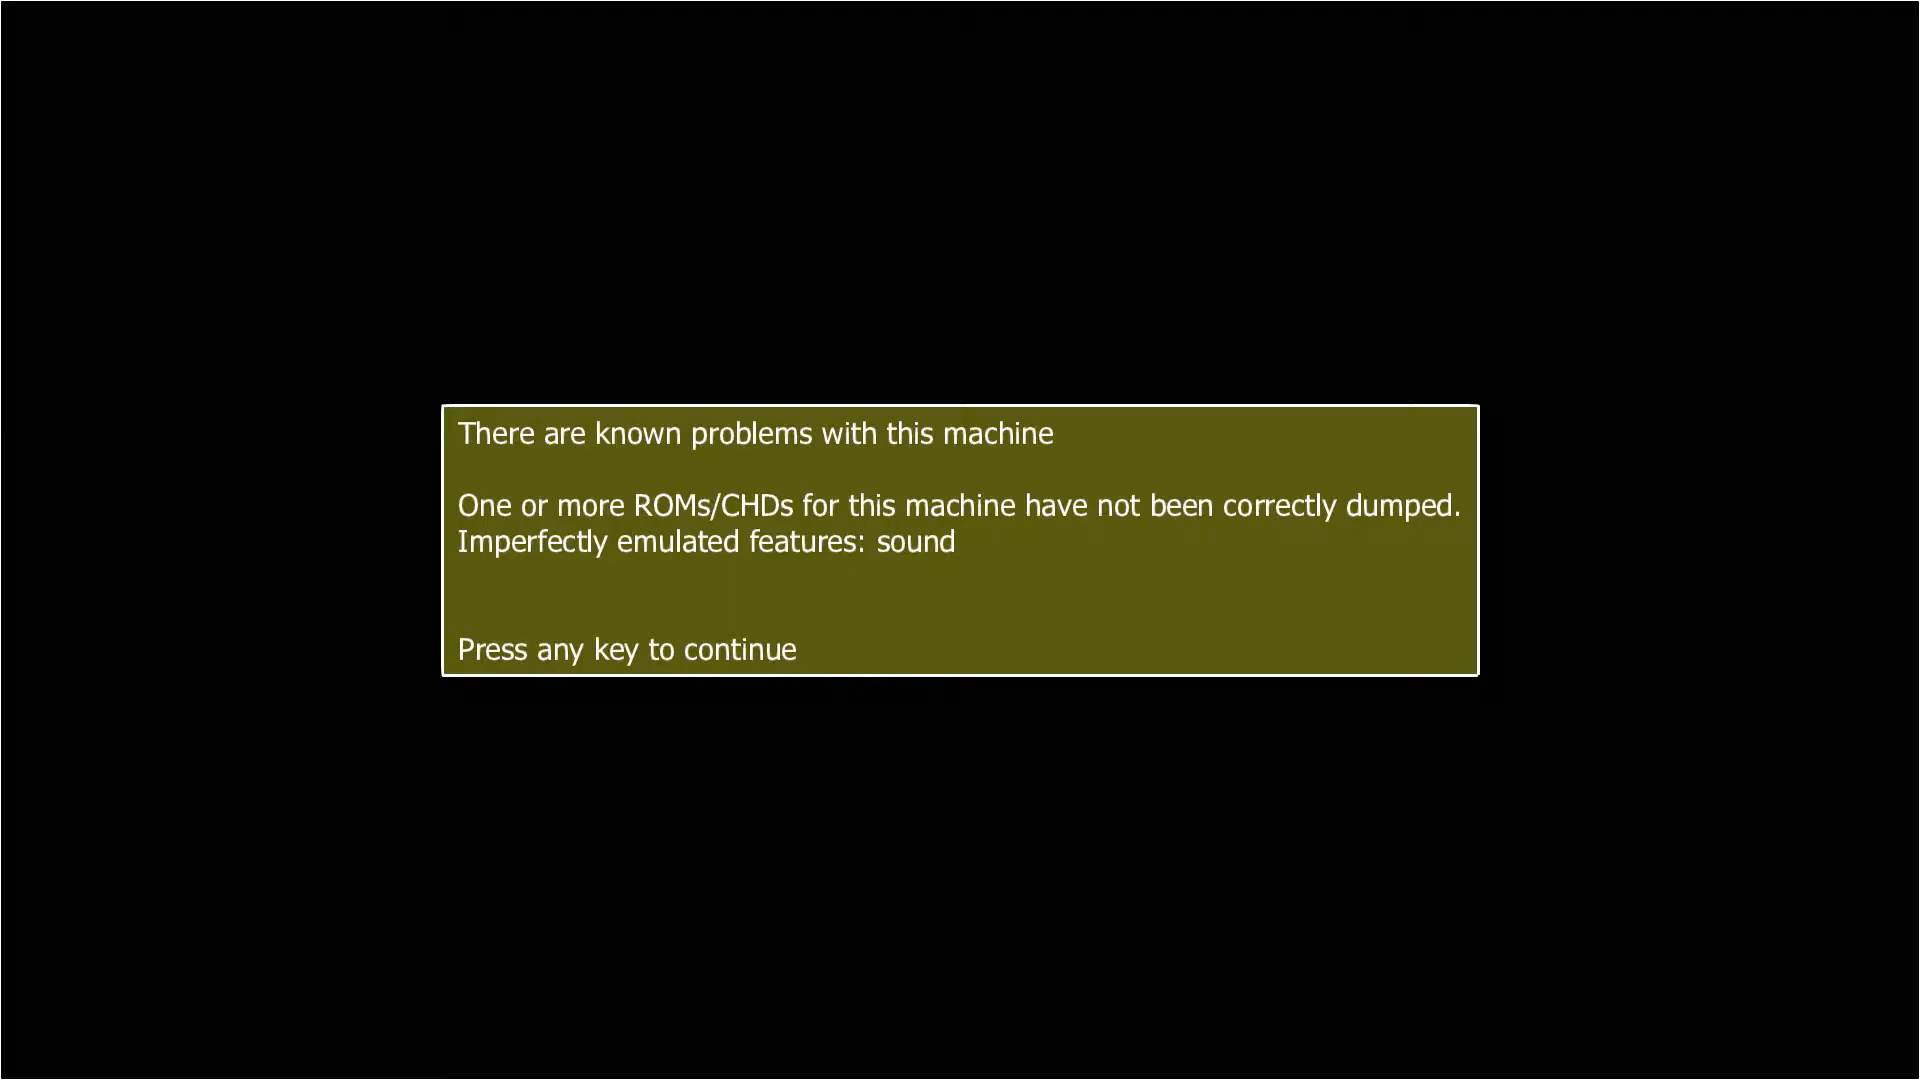 There are known problems with this machine
One or more ROMs/CHDs for this machine have not been correctly dumped.
Imperfectly emulated features: sound
Press any key to continue